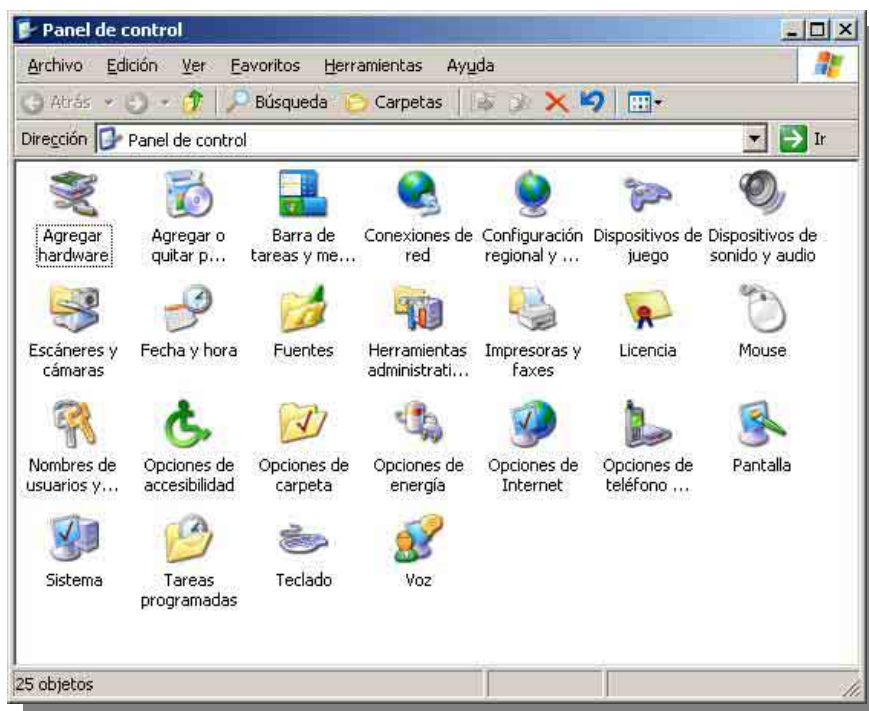 Panel de control
Archivo Edición Ver Favoritos Herramientas Ayuda
Atrás Búsqueda Carpetas
Dirección Panel de control Ir
Agregar hardware
Agregar o quitar p...
Barra de tareas y me...
Conexiones de red
Configuración regional y ...
Dispositivos de juego
Dispositivos de sonido y audio
Escáneres y cámaras
Fecha y hora
Fuentes
Herramientas administrati...
Impresoras y faxes
Licencia
Mouse
Nombres de usuarios y...
Opciones de accesibilidad
Opciones de carpeta
Opciones de energía
Opciones de Internet
Opciones de teléfono ...
Pantalla
Sistema
Tareas programadas
Teclado
Voz
25 objetos